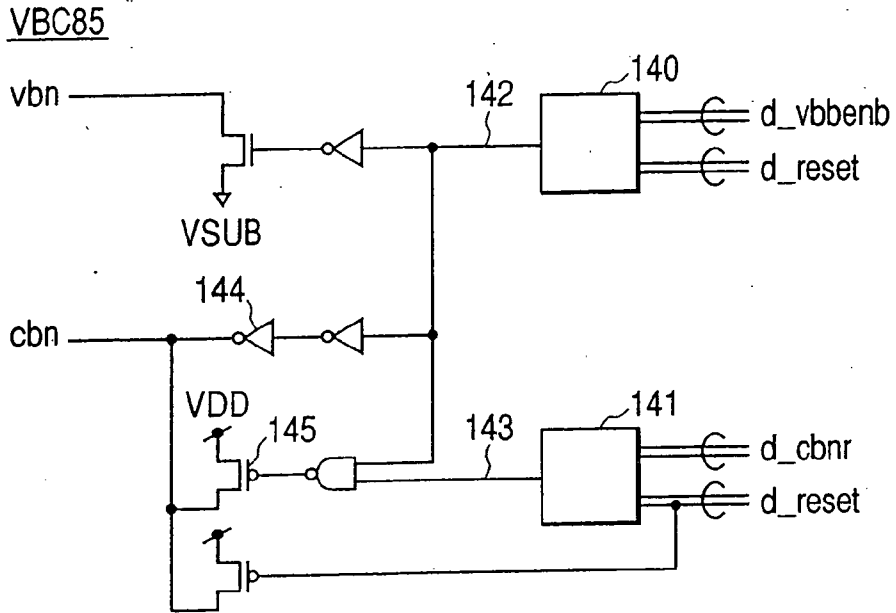 VBC85
140
vbn
142
d_vbbenb
d_reset
VSUB
144
cbn
VDD
141
145
143
d_cbnr
d_reset